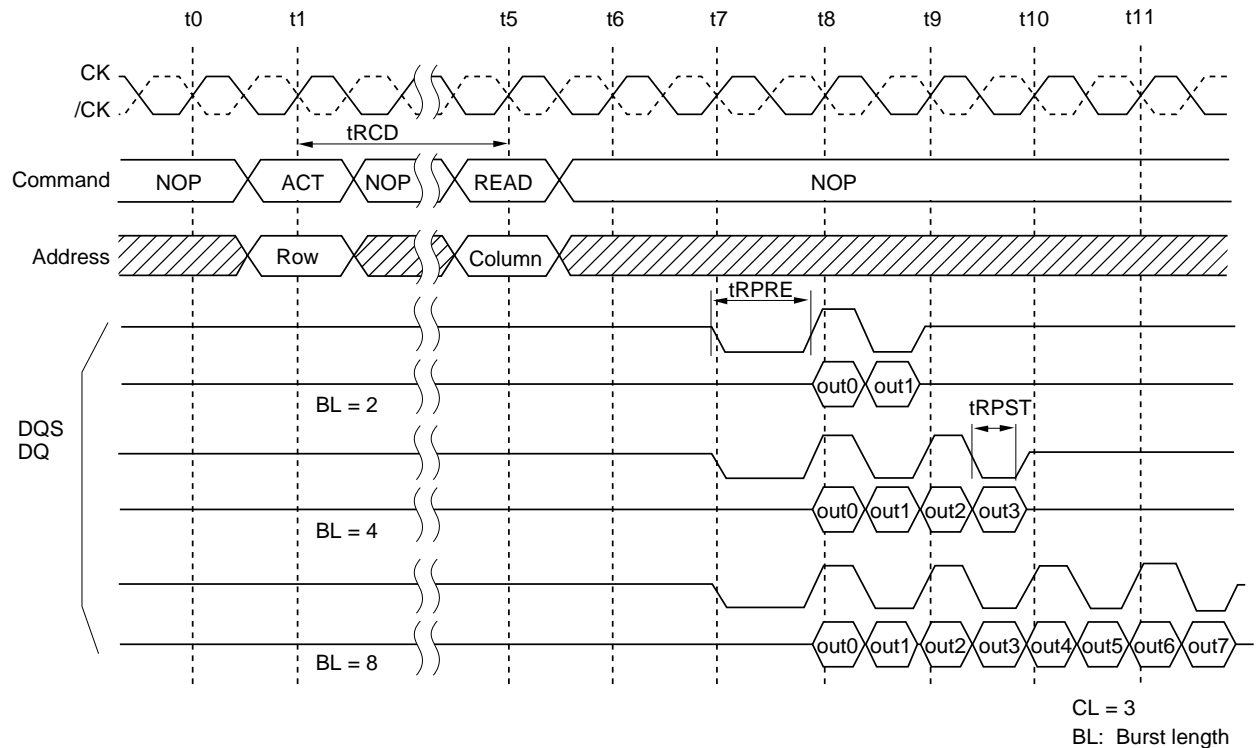 t0 t1 t5 t6 t7 t8 t9 t10 t11
CK
/CK
tRCD
Command NOP ACT NOP READ NOP
Address Row Column
tRPRE
out0 out1
BL = 2
tRPST
DQS
DQ
out0 out1 out2 out3
BL = 4
out0 out1 out2 out3 out4 out5 out6 out7
BL = 8
CL = 3
BL: Burst length